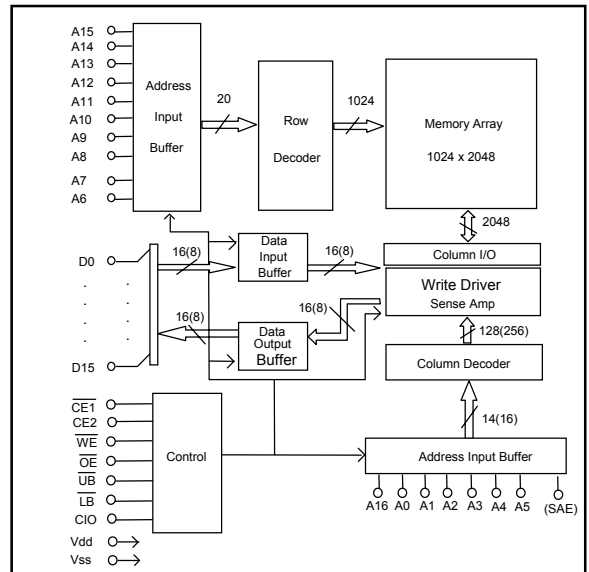 A15
A14
A13
A12
A11
A10
A9
A8
A7
A6
Address
Input
Buffer
20
Row
Decoder
1024
Memory Array
1024 x 2048
2048
D0
.
.
.
.
.
.
D15
16(8)
Data
Input
Buffer
16(8)
Column I/O
Write Driver
Sense Amp
16(8)
Data
Output
Buffer
16(8)
128(256)
Column Decoder
14(16)
CE1
CE2
WE
OE
UB
LB
CIO
Vdd
Vss
Control
Address Input Buffer
A16 A0 A1 A2 A3 A4 A5 (SAE)